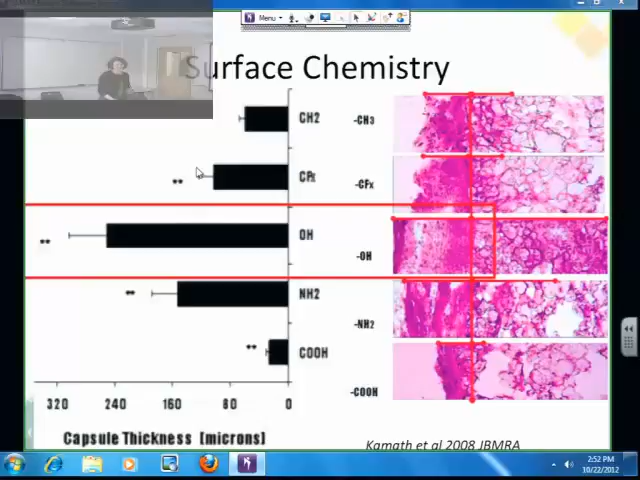 Menu
Surface Chemistry
CH2
-CH3
CFx
**
-CFx
OH
**
-OH
NH2
**
-NH2
COOH
**
-COOH
320 240 160 80 0
Capsule Thickness [microns]
Kamath et al 2008 JBMRA
2:52 PM
10/22/2012